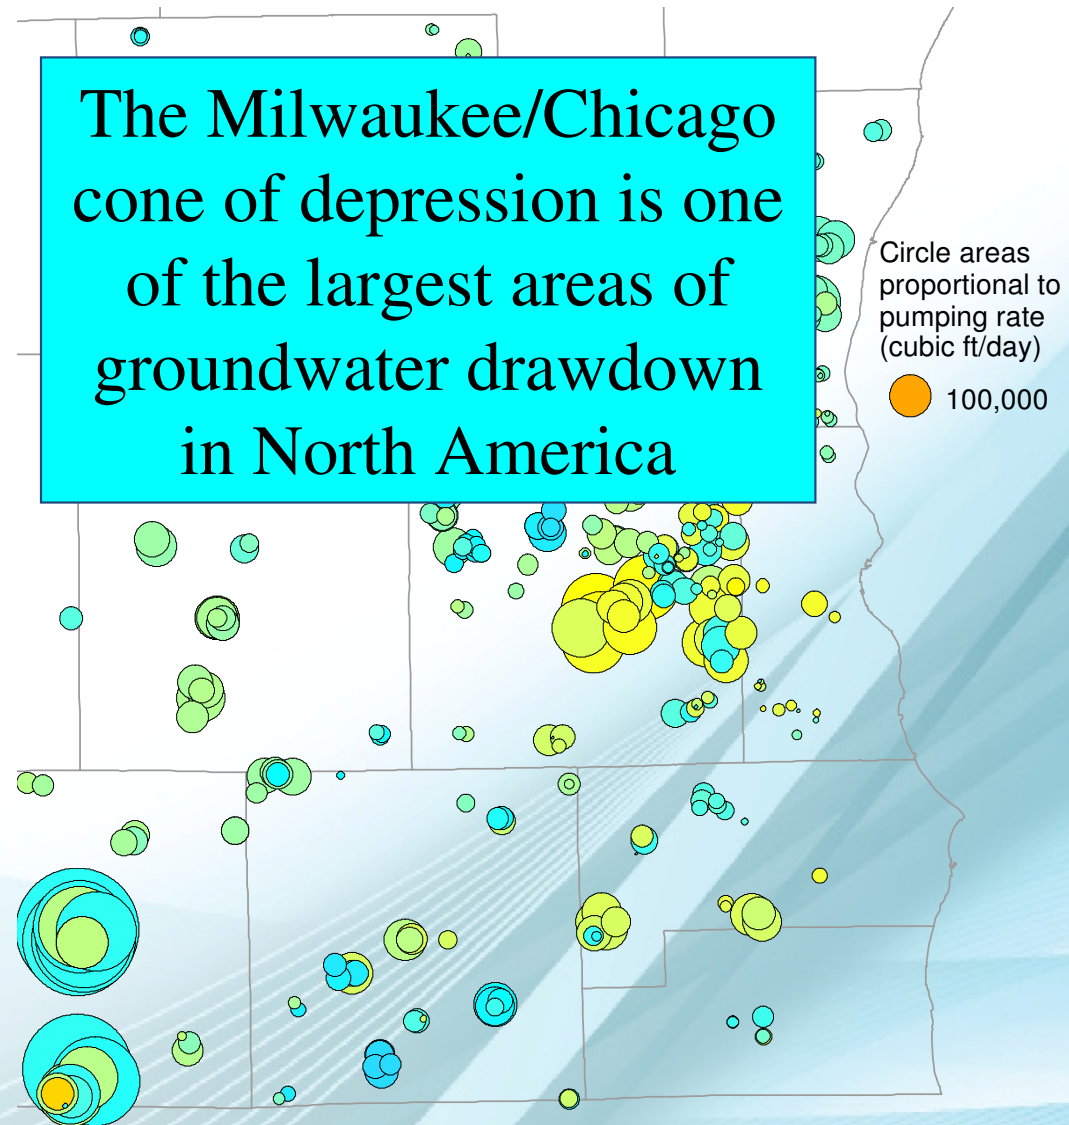 The Milwaukee/Chicago
cone of depression is one
of the largest areas of
groundwater drawdown
in North America
Circle areas
proportional to
pumping rate
(cubic ft/day)
100,000